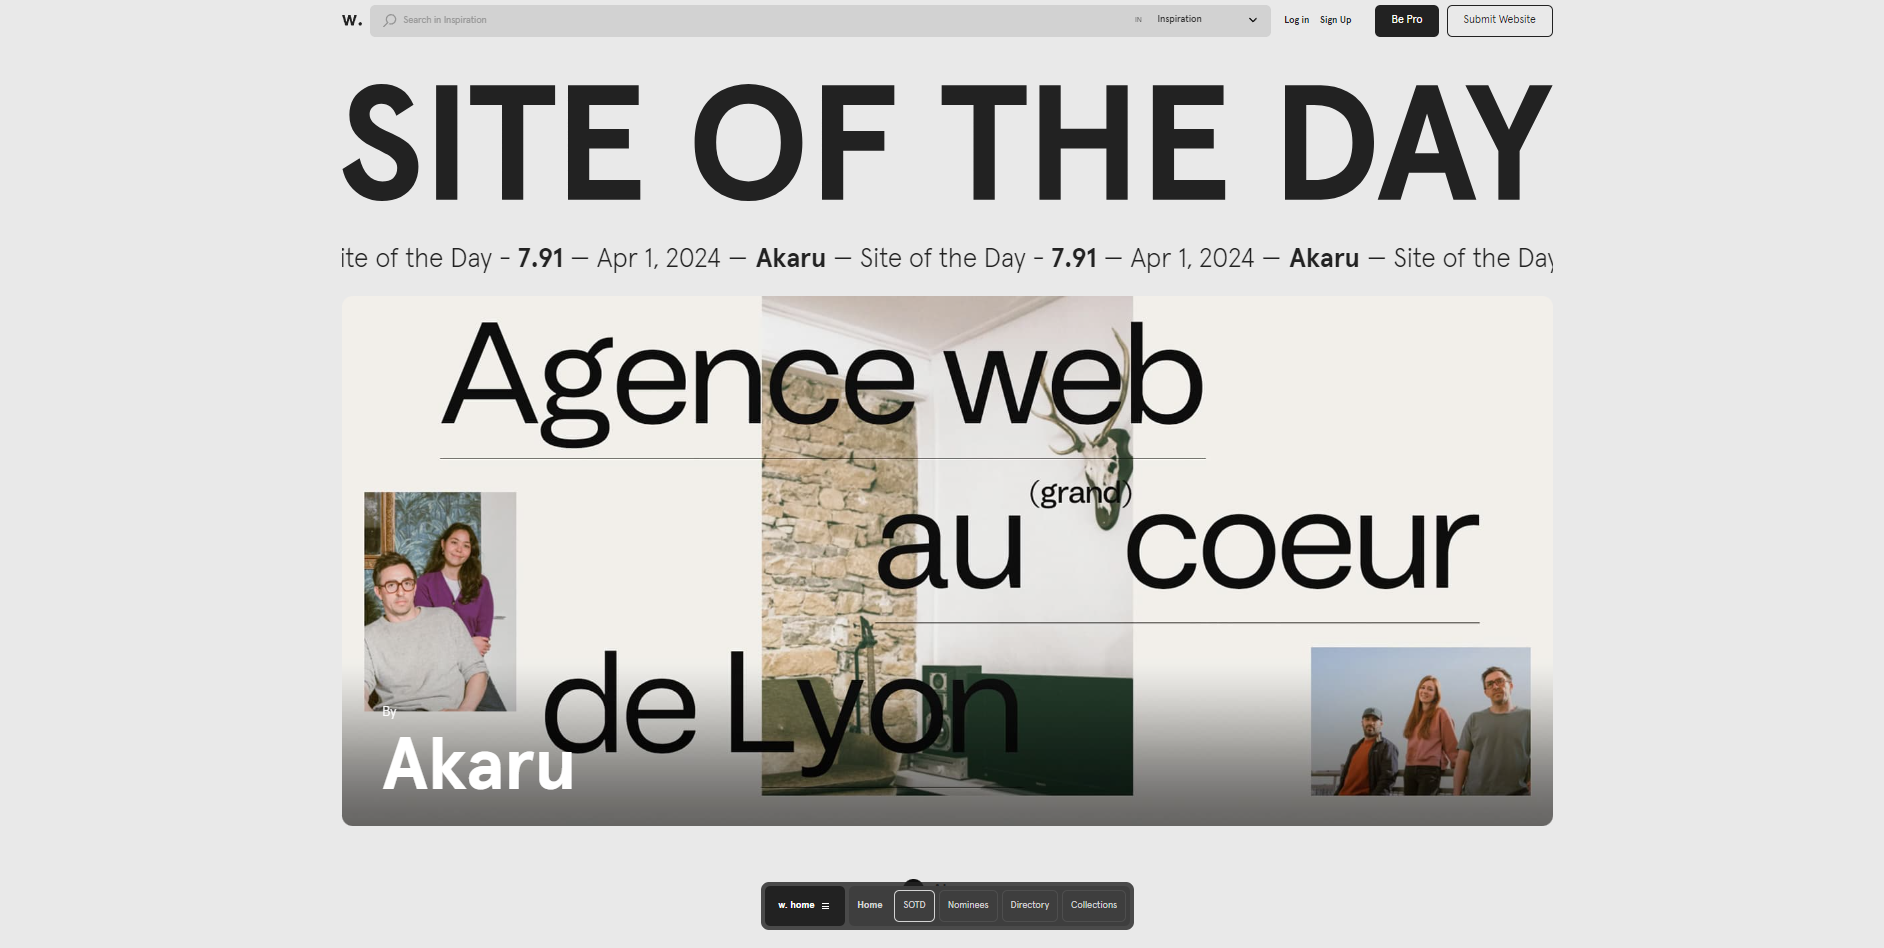 w.
Search in Inspiration
IN
Inspiration
Log in
Sign Up
Be Pro
Submit Website
SITE OF THE DAY
ite of the Day - 7.91 — Apr 1, 2024 — Akaru — Site of the Day - 7.91 — Apr 1, 2024 — Akaru — Site of the Day
Agence web
(grand)
au coeur
de Lyon
By
Akaru
w. home
Home
SOTD
Nominees
Directory
Collections